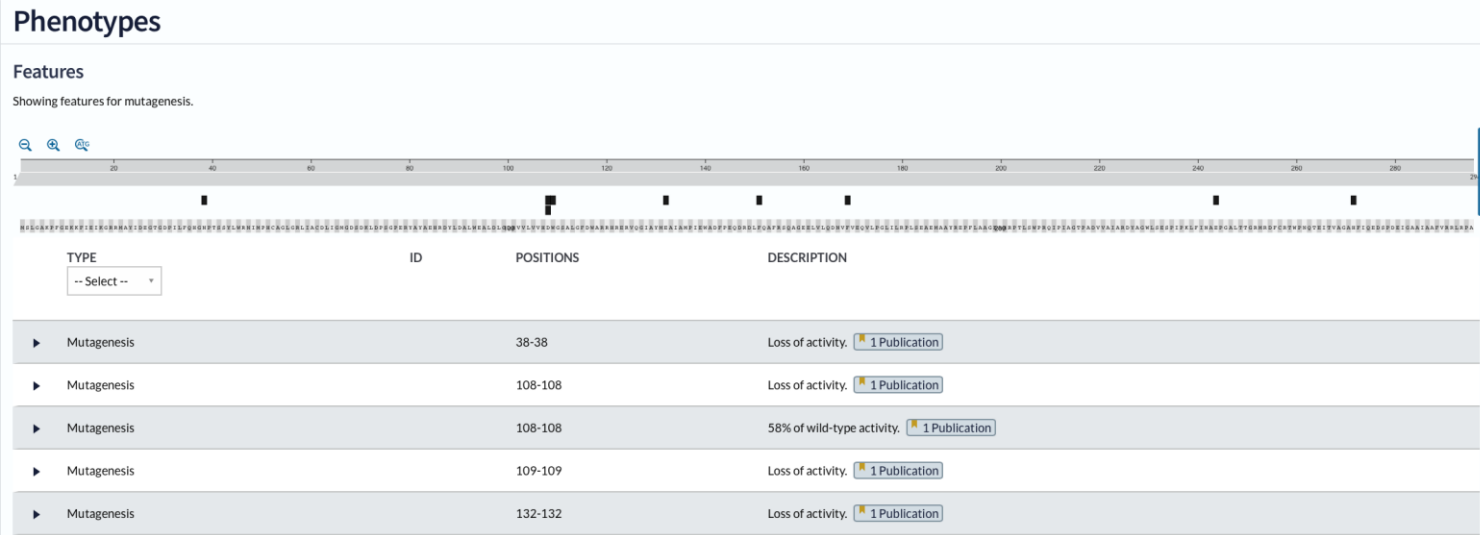 Phenotypes
Features
Showing features for mutagenesis.
20 40 60 80 100 120 140 160 180 200 220 240 260 280
1
TYPE ID POSITIONS DESCRIPTION
-- Select --
Mutagenesis 38-38 Loss of activity. 1 Publication
Mutagenesis 108-108 Loss of activity. 1 Publication
Mutagenesis 108-108 58% of wild-type activity. 1 Publication
Mutagenesis 109-109 Loss of activity. 1 Publication
Mutagenesis 132-132 Loss of activity. 1 Publication